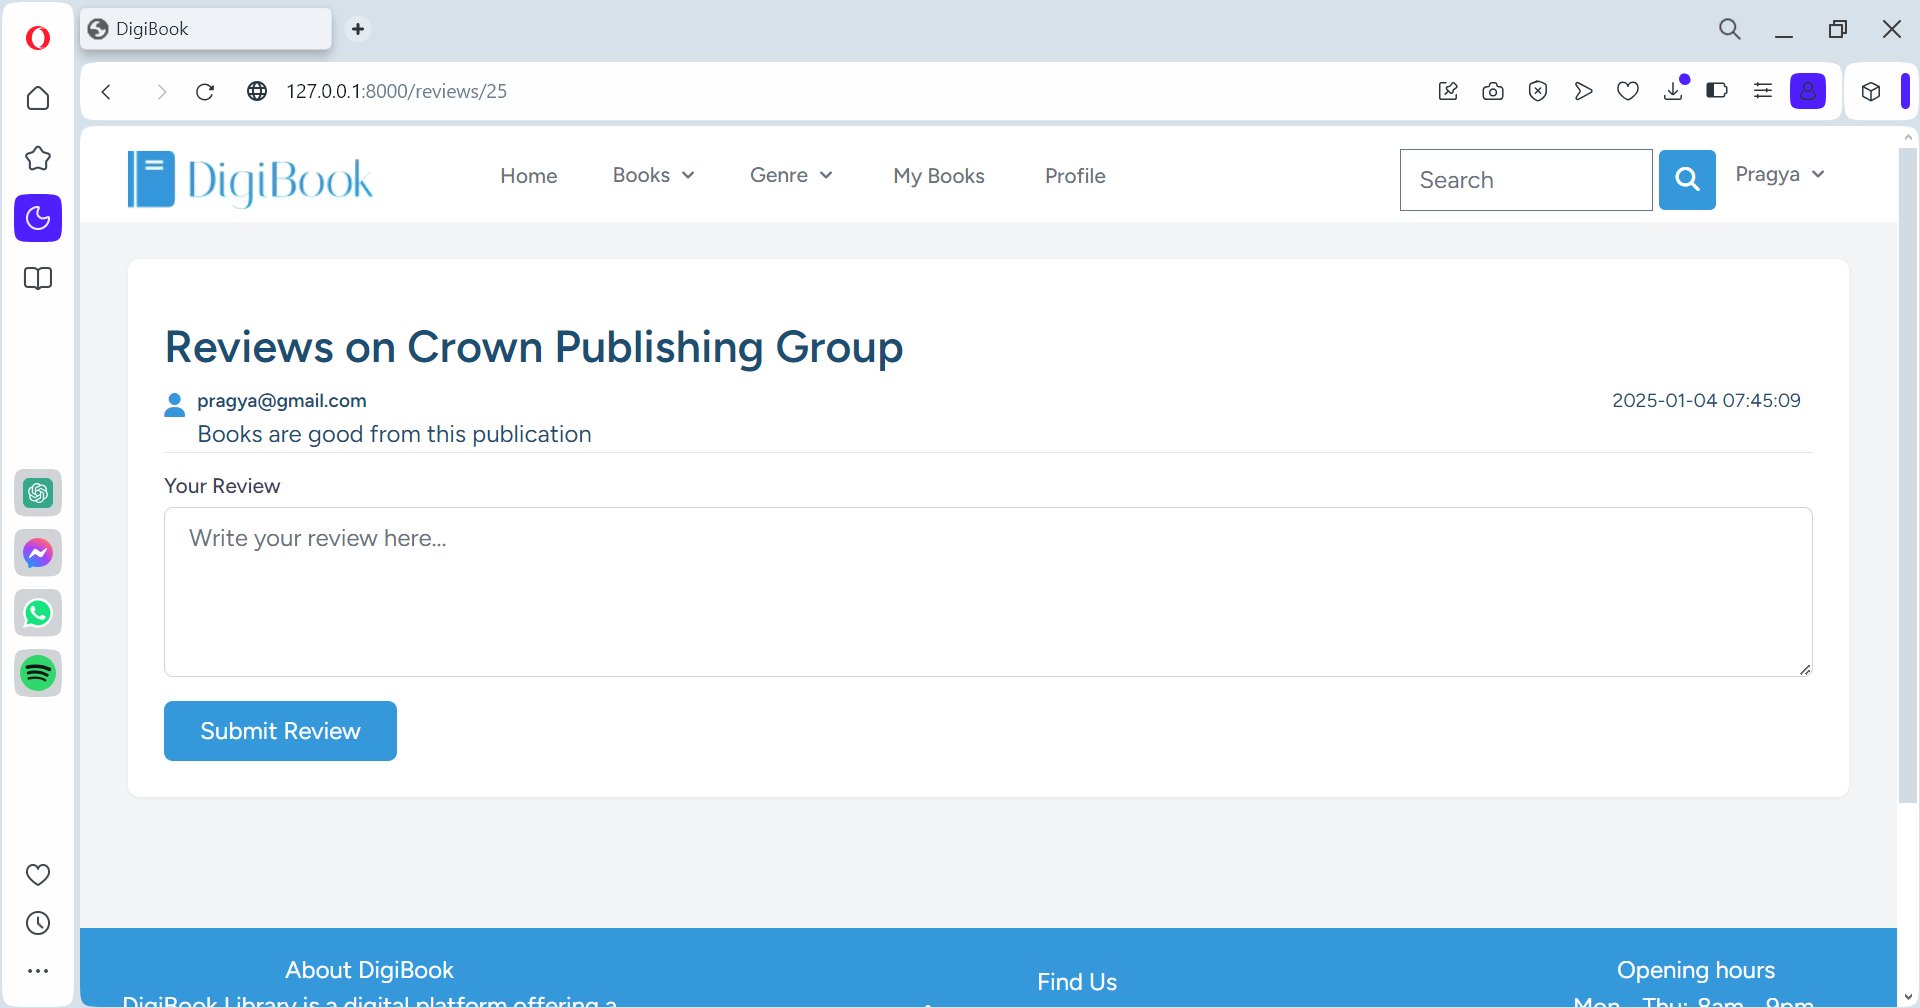 DigiBook
127.0.0.1:8000/reviews/25
DigiBook
Home
Books
Genre
My Books
Profile
Search
Pragya
Reviews on Crown Publishing Group
pragya@gmail.com
2025-01-04 07:45:09
Books are good from this publication
Your Review
Write your review here...
Submit Review
About DigiBook
Find Us
Opening hours
DigiBook Library is a digital platform offering a
Mon - Thu: 8am - 9pm